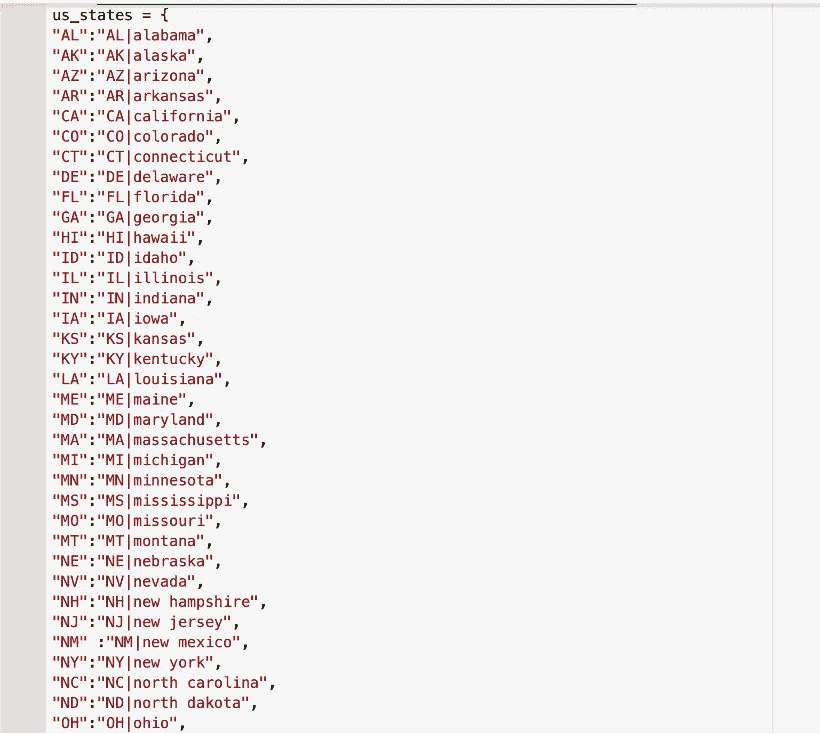 us_states = {
"AL":"AL|alabama",
"AK":"AK|alaska",
"AZ":"AZ|arizona",
"AR":"AR|arkansas",
"CA":"CA|california",
"CO":"CO|colorado",
"CT":"CT|connecticut",
"DE":"DE|delaware",
"FL":"FL|florida",
"GA":"GA|georgia",
"HI":"HI|hawaii",
"ID":"ID|idaho",
"IL":"IL|illinois",
"IN":"IN|indiana",
"IA":"IA|iowa",
"KS":"KS|kansas",
"KY":"KY|kentucky",
"LA":"LA|louisiana",
"ME":"ME|maine",
"MD":"MD|maryland",
"MA":"MA|massachusetts",
"MI":"MI|michigan",
"MN":"MN|minnesota",
"MS":"MS|mississippi",
"MO":"MO|missouri",
"MT":"MT|montana",
"NE":"NE|nebraska",
"NV":"NV|nevada",
"NH":"NH|new hampshire",
"NJ":"NJ|new jersey",
"NM" :"NM|new mexico",
"NY":"NY|new york",
"NC":"NC|north carolina",
"ND":"ND|north dakota",
"OH":"OH|ohio",